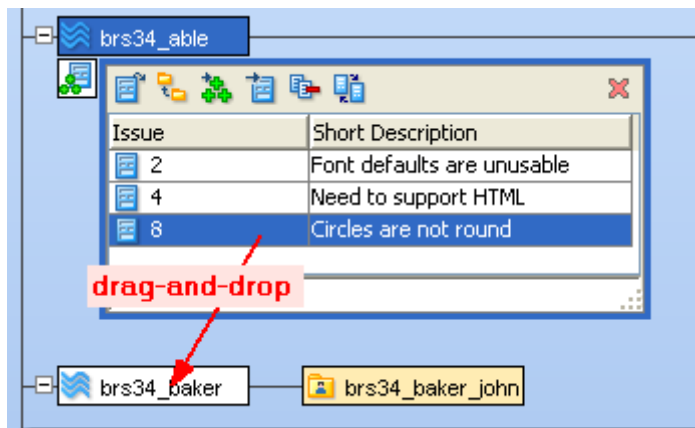 brs34_able
Issue Short Description
2 Font defaults are unusable
4 Need to support HTML
8 Circles are not round
drag-and-drop
brs34_baker brs34_baker_john